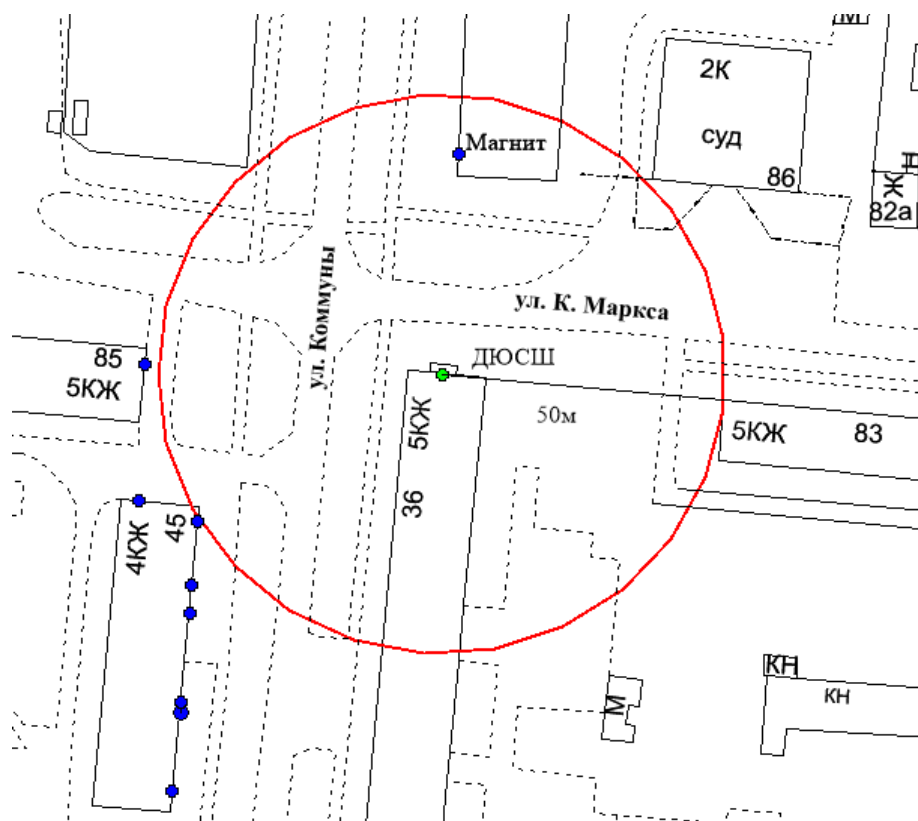 М
2К
суд
86
Магнит
Н
Ж
82а
ул. Коммуны
ул. К. Маркса
85
5КЖ
ДЮСШ
50м
5КЖ
36
5КЖ
83
4КЖ
45
КН
КН
М